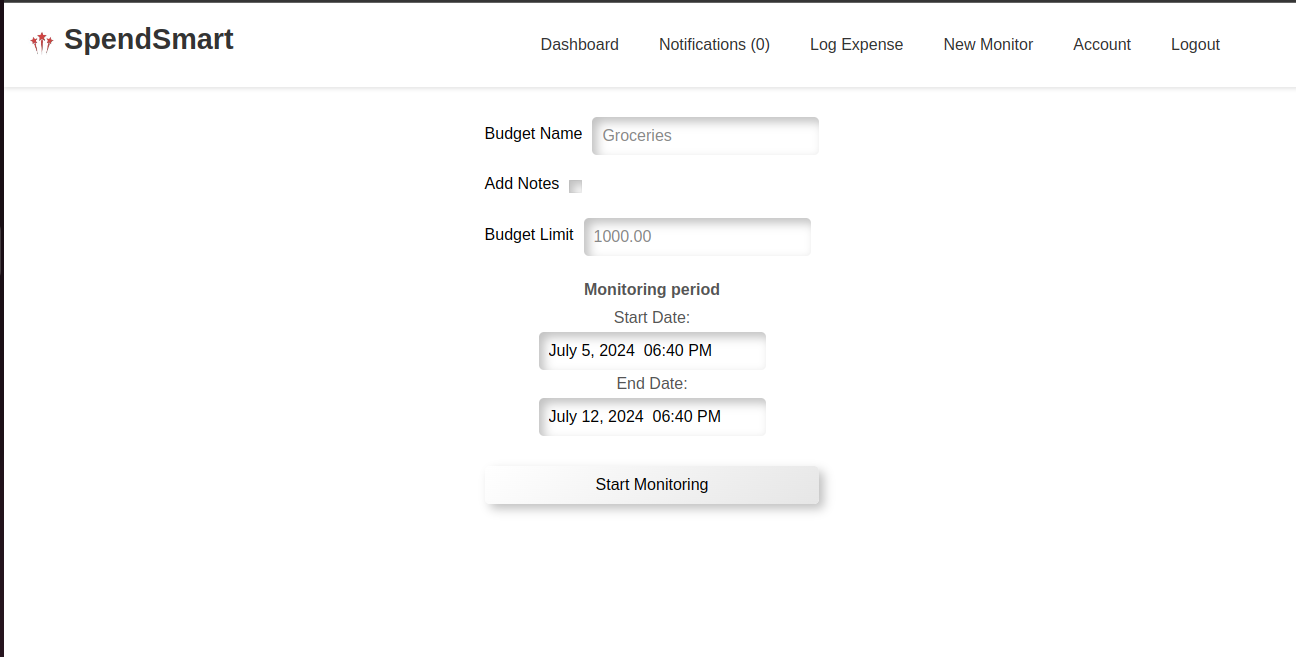 SpendSmart
Dashboard Notifications (0) Log Expense New Monitor Account Logout
Budget Name Groceries
Add Notes
Budget Limit 1000.00
Monitoring period
Start Date:
July 5, 2024 06:40 PM
End Date:
July 12, 2024 06:40 PM
Start Monitoring